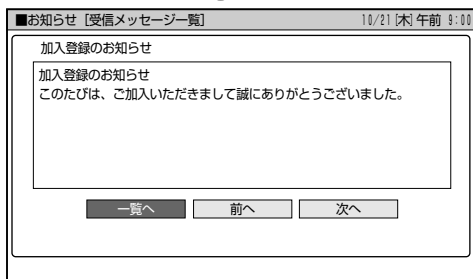 ■お知らせ［受信メッセージ一覧］ 10/21[木]午前 9:00
加入登録のお知らせ
加入登録のお知らせ
このたびは、ご加入いただきまして誠にありがとうございました。
一覧へ 前へ 次へ